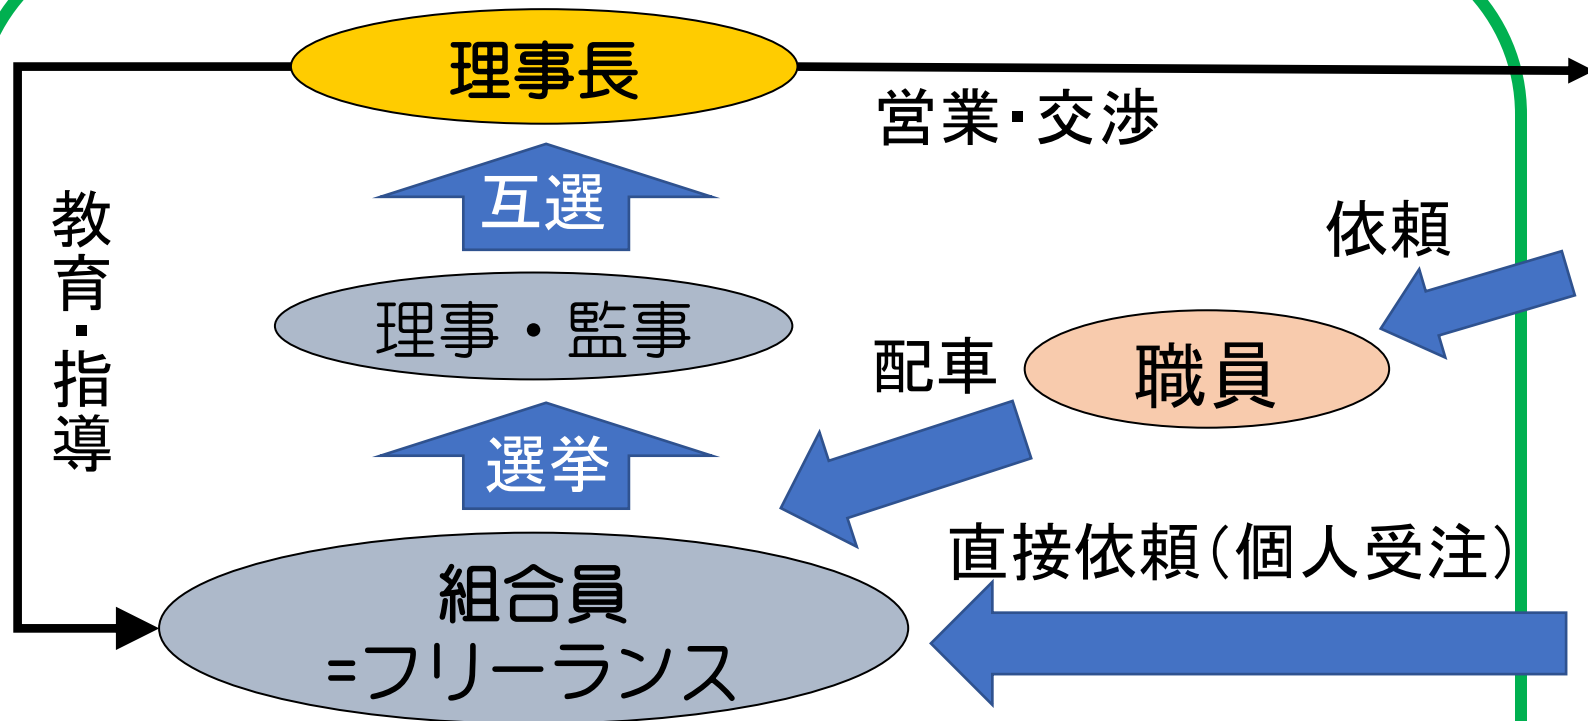 理事長
営業・交渉
互選
教育・指導
依頼
理事・監事
配車
職員
選挙
直接依頼(個人受注)
組合員
=フリーランス